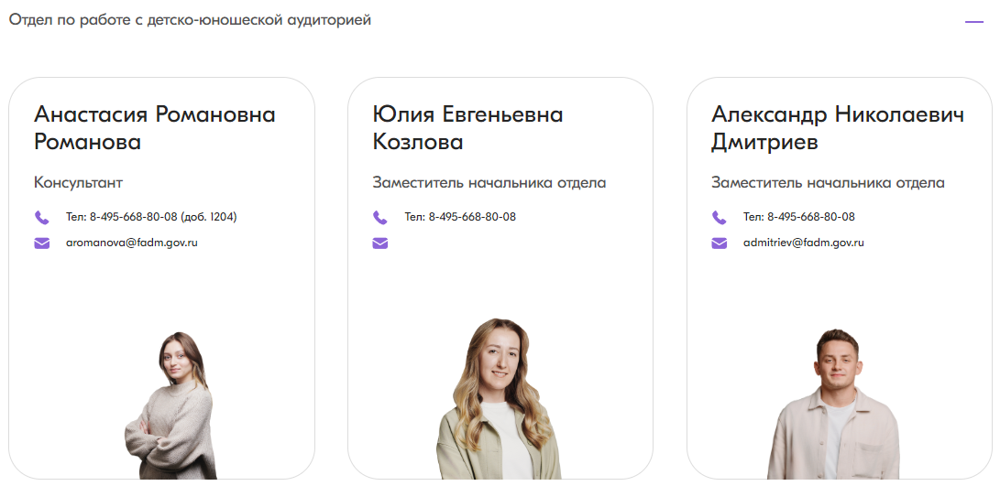 Отдел по работе с детско-юношеской аудиторией
Анастасия Романовна
Романова
Консультант
Тел: 8-495-668-80-08 (доб. 1204)
aromanova@fadm.gov.ru
Юлия Евгеньевна
Козлова
Заместитель начальника отдела
Тел: 8-495-668-80-08
Александр Николаевич
Дмитриев
Заместитель начальника отдела
Тел: 8-495-668-80-08
admitriev@fadm.gov.ru